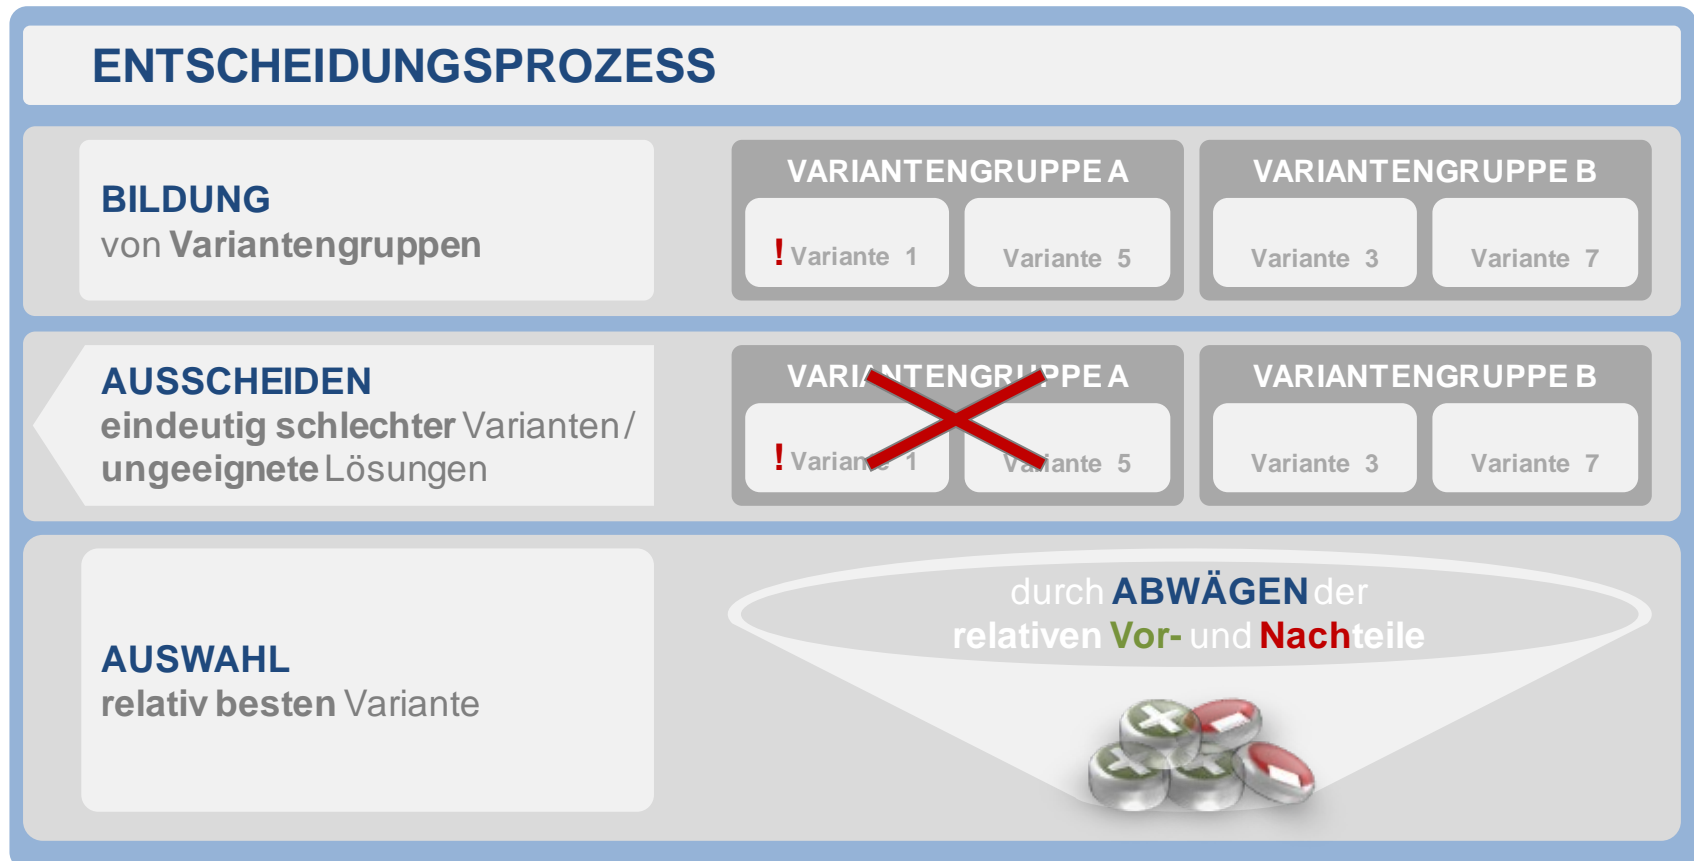 ENTSCHEIDUNGSPROZESS
BILDUNG
von Variantengruppen
VARIANTENGRUPPE A
! Variante 1
Variante 5
VARIANTENGRUPPE B
Variante 3
Variante 7
AUSSCHEIDEN
eindeutig schlechter Varianten/
ungeeignete Lösungen
VARIANTENGRUPPE A
! Variante 1
Variante 5
VARIANTENGRUPPE B
Variante 3
Variante 7
AUSWAHL
relativ besten Variante
durch ABWÄGEN der
relativen Vor- und Nachteile